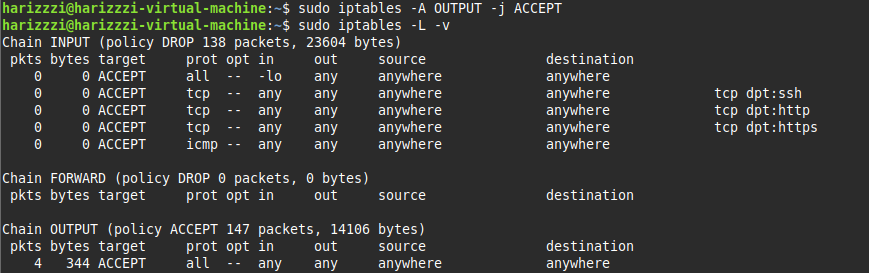 harizzzi@harizzzi-virtual-machine:~$ sudo iptables -A OUTPUT -j ACCEPT
harizzzi@harizzzi-virtual-machine:~$ sudo iptables -L -v
Chain INPUT (policy DROP 138 packets, 23604 bytes)
 pkts bytes target     prot opt in     out     source               destination
    0     0 ACCEPT     all  --  -lo    any     anywhere             anywhere
    0     0 ACCEPT     tcp  --  any    any     anywhere             anywhere             tcp dpt:ssh
    0     0 ACCEPT     tcp  --  any    any     anywhere             anywhere             tcp dpt:http
    0     0 ACCEPT     tcp  --  any    any     anywhere             anywhere             tcp dpt:https
    0     0 ACCEPT     icmp --  any    any     anywhere             anywhere
Chain FORWARD (policy DROP 0 packets, 0 bytes)
 pkts bytes target     prot opt in     out     source               destination
Chain OUTPUT (policy ACCEPT 147 packets, 14106 bytes)
 pkts bytes target     prot opt in     out     source               destination
    4   344 ACCEPT     all  --  any    any     anywhere             anywhere